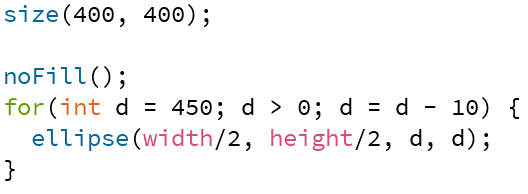 size(400, 400);

noFill();
for(int d = 450; d > 0; d = d - 10) {
  ellipse(width/2, height/2, d, d);
}